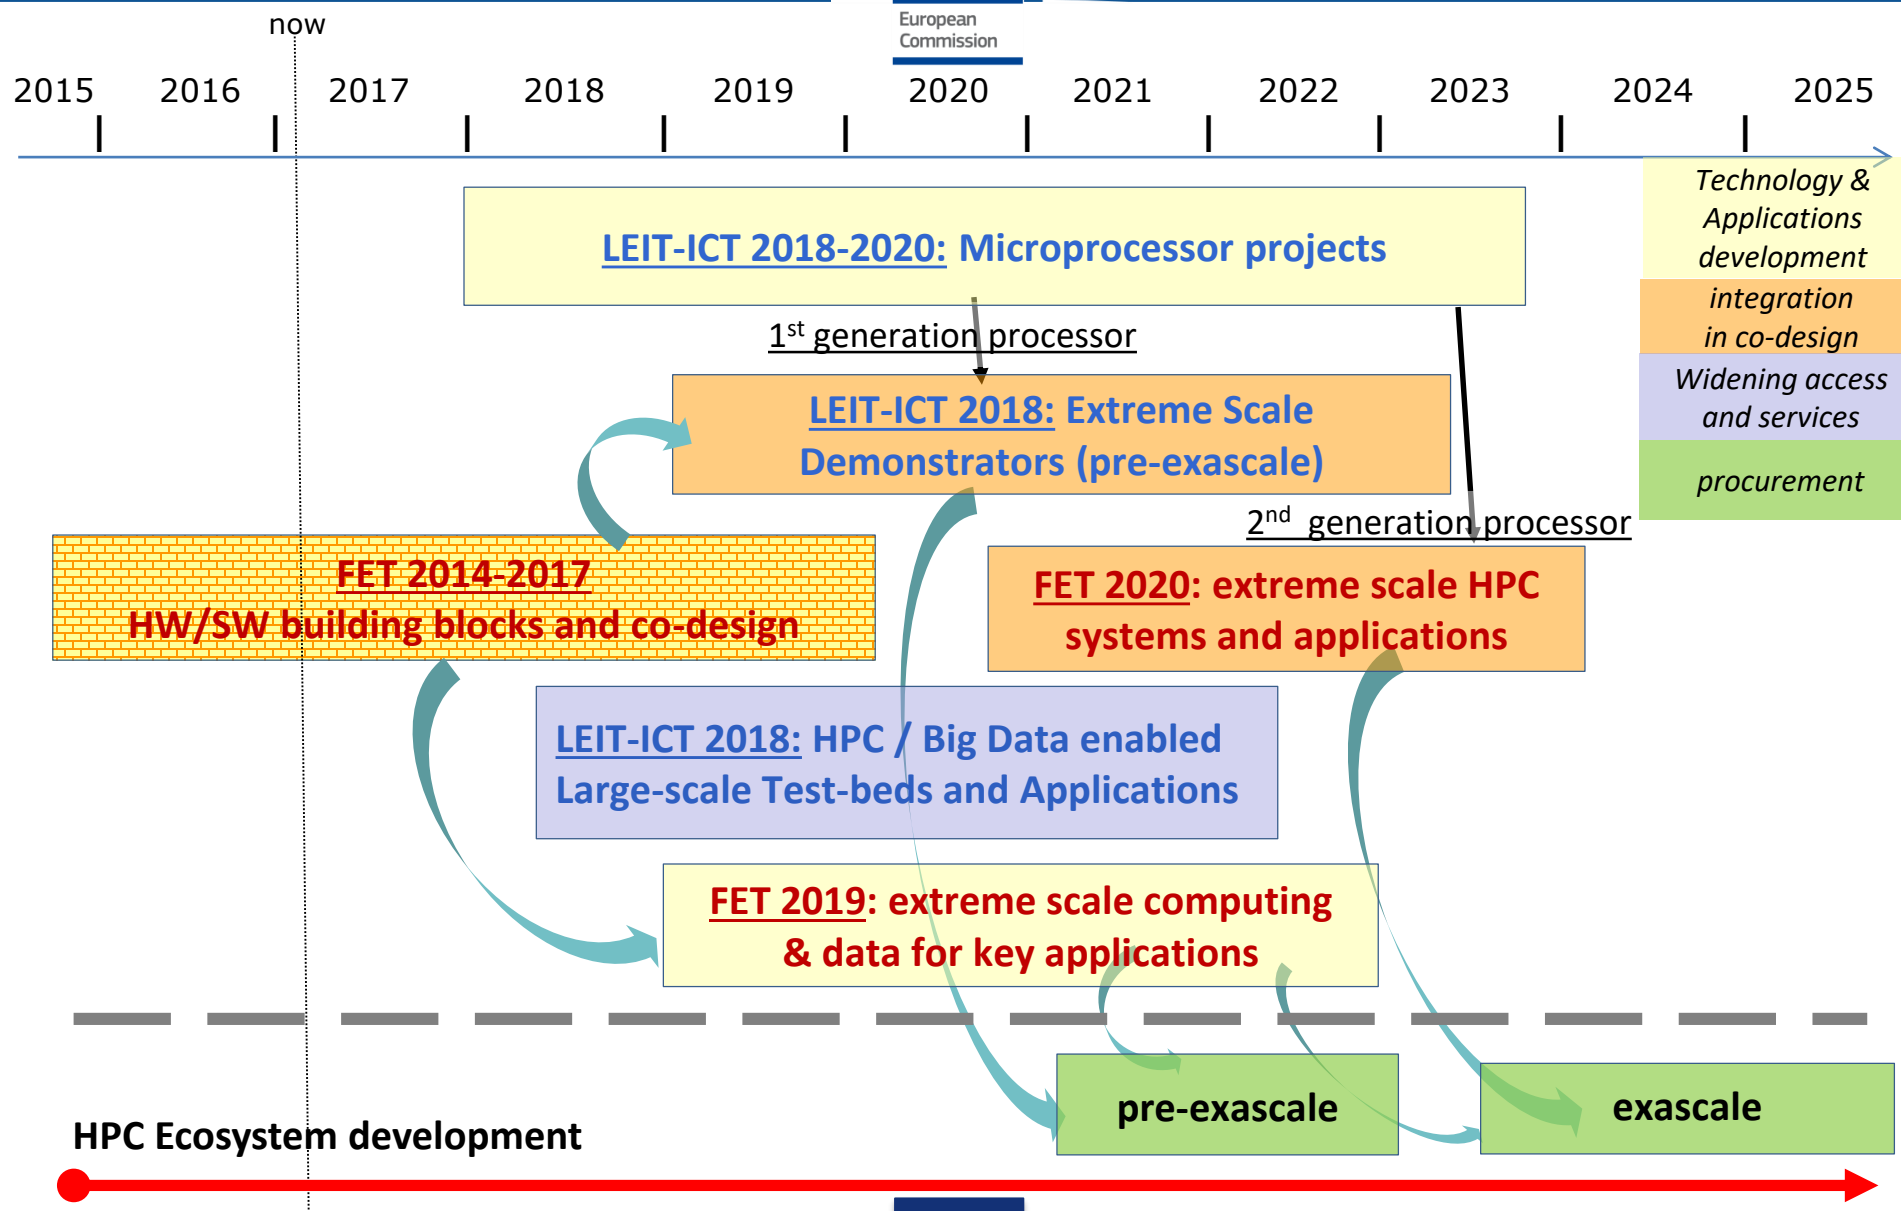 now
European
Commission
2015 2016 2017 2018 2019 2020 2021 2022 2023 2024 2025
Technology &
Applications
development
integration
in co-design
Widening access
and services
procurement
LEIT-ICT 2018-2020: Microprocessor projects
1st generation processor
LEIT-ICT 2018: Extreme Scale
Demonstrators (pre-exascale)
2nd generation processor
FET 2014-2017
HW/SW building blocks and co-design
FET 2020: extreme scale HPC
systems and applications
LEIT-ICT 2018: HPC / Big Data enabled
Large-scale Test-beds and Applications
FET 2019: extreme scale computing
& data for key applications
pre-exascale
exascale
HPC Ecosystem development